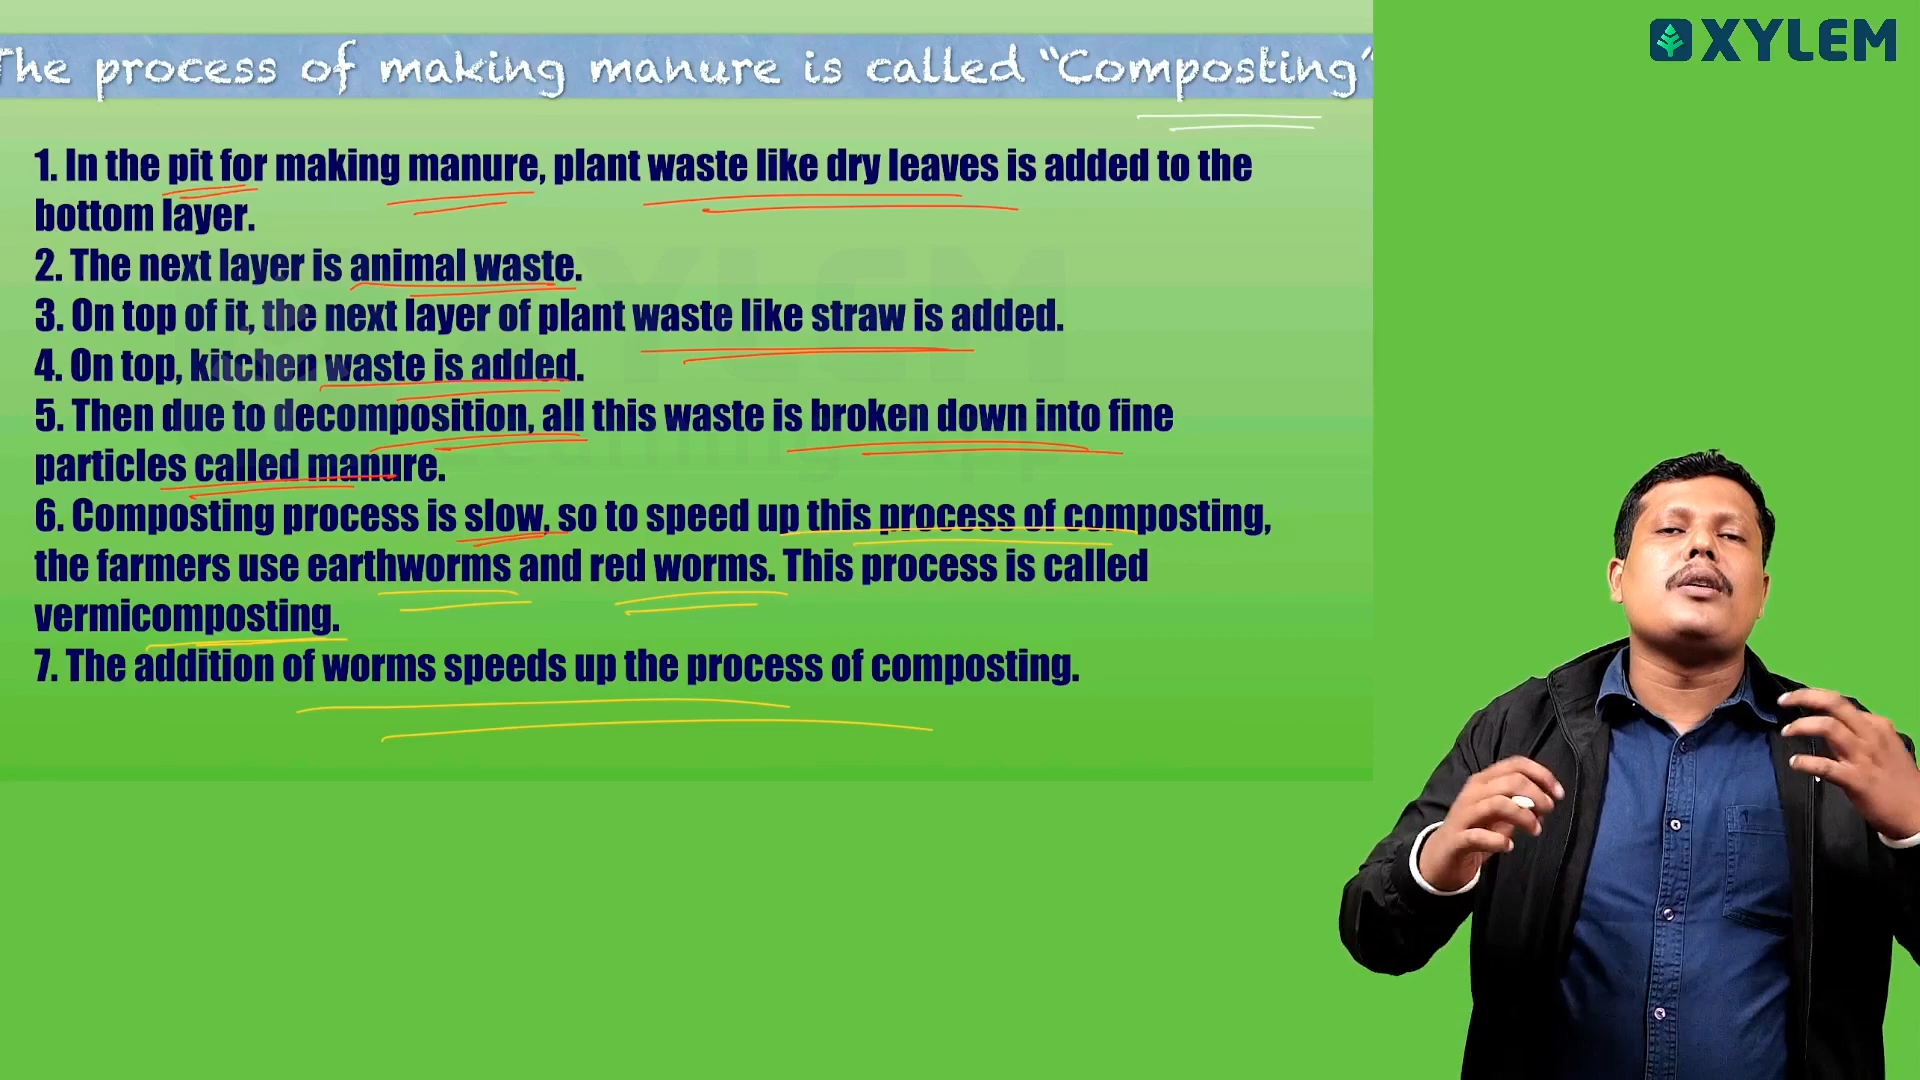 XYLEM
The process of making manure is called “Composting”
1. In the pit for making manure, plant waste like dry leaves is added to the
bottom layer.
2. The next layer is animal waste.
3. On top of it, the next layer of plant waste like straw is added.
4. On top, kitchen waste is added.
5. Then due to decomposition, all this waste is broken down into fine
particles called manure.
6. Composting process is slow, so to speed up this process of composting,
the farmers use earthworms and red worms. This process is called
vermicomposting.
7. The addition of worms speeds up the process of composting.
XYLEM
Learning App